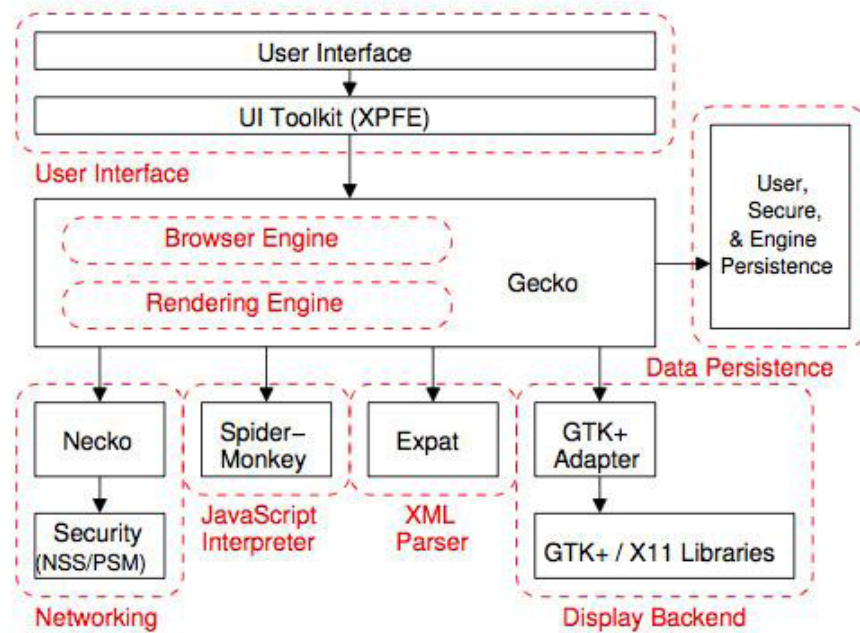 User Interface
UI Toolkit (XPFE)
User Interface
User,
Secure,
& Engine
Persistence
Browser Engine
Gecko
Rendering Engine
Data Persistence
Necko
Spider-
Monkey
Expat
GTK+
Adapter
JavaScript
Interpreter
XML
Parser
Security
(NSS/PSM)
GTK+ / X11 Libraries
Networking
Display Backend